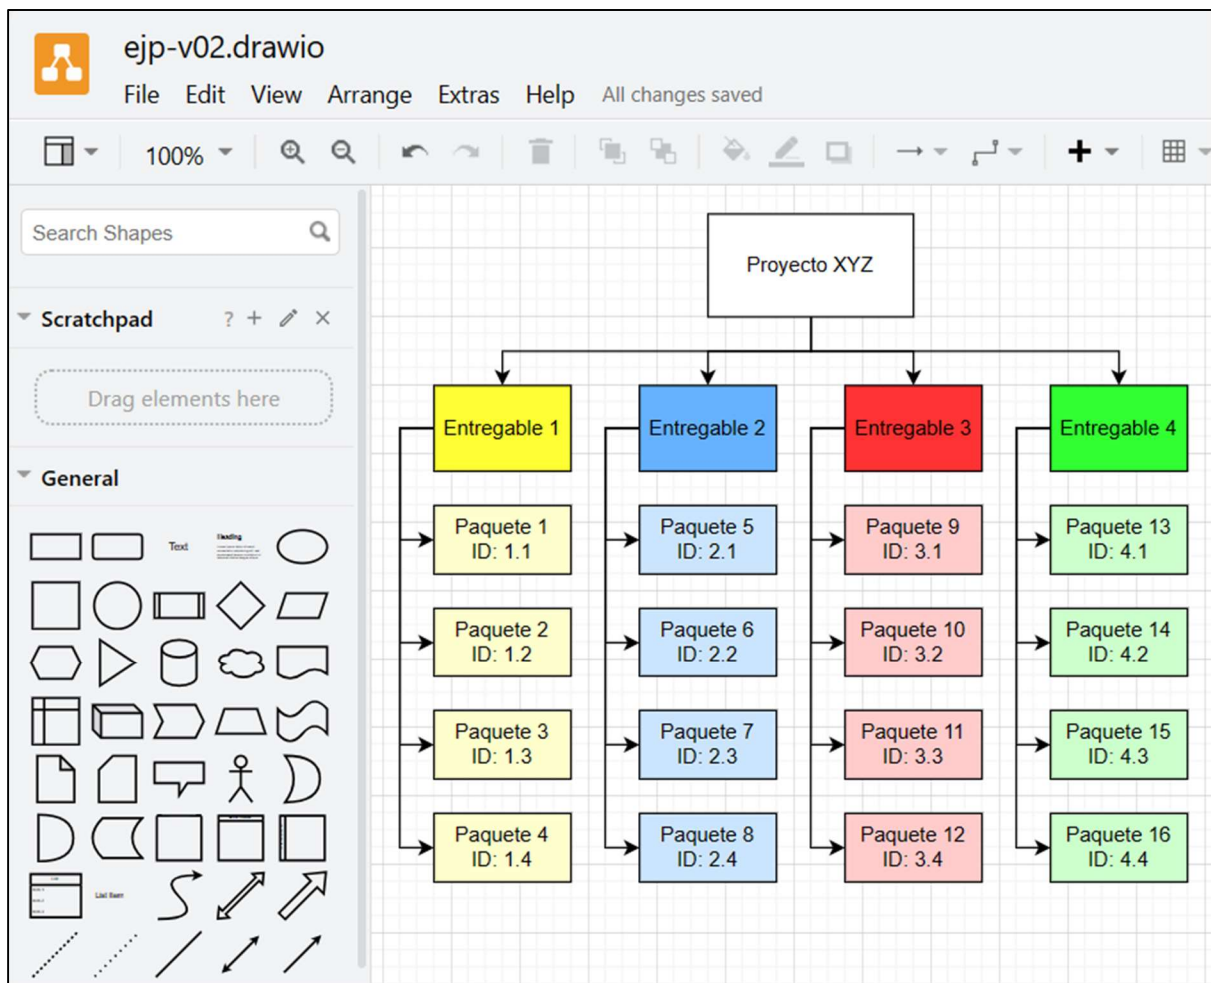 ejp-v02.drawio
File Edit View Arrange Extras Help All changes saved
100%
Search Shapes
Scratchpad
?
Drag elements here
General
Text
Heading
List Item
Proyecto XYZ
Entregable 1
Entregable 2
Entregable 3
Entregable 4
Paquete 1
ID: 1.1
Paquete 5
ID: 2.1
Paquete 9
ID: 3.1
Paquete 13
ID: 4.1
Paquete 2
ID: 1.2
Paquete 6
ID: 2.2
Paquete 10
ID: 3.2
Paquete 14
ID: 4.2
Paquete 3
ID: 1.3
Paquete 7
ID: 2.3
Paquete 11
ID: 3.3
Paquete 15
ID: 4.3
Paquete 4
ID: 1.4
Paquete 8
ID: 2.4
Paquete 12
ID: 3.4
Paquete 16
ID: 4.4